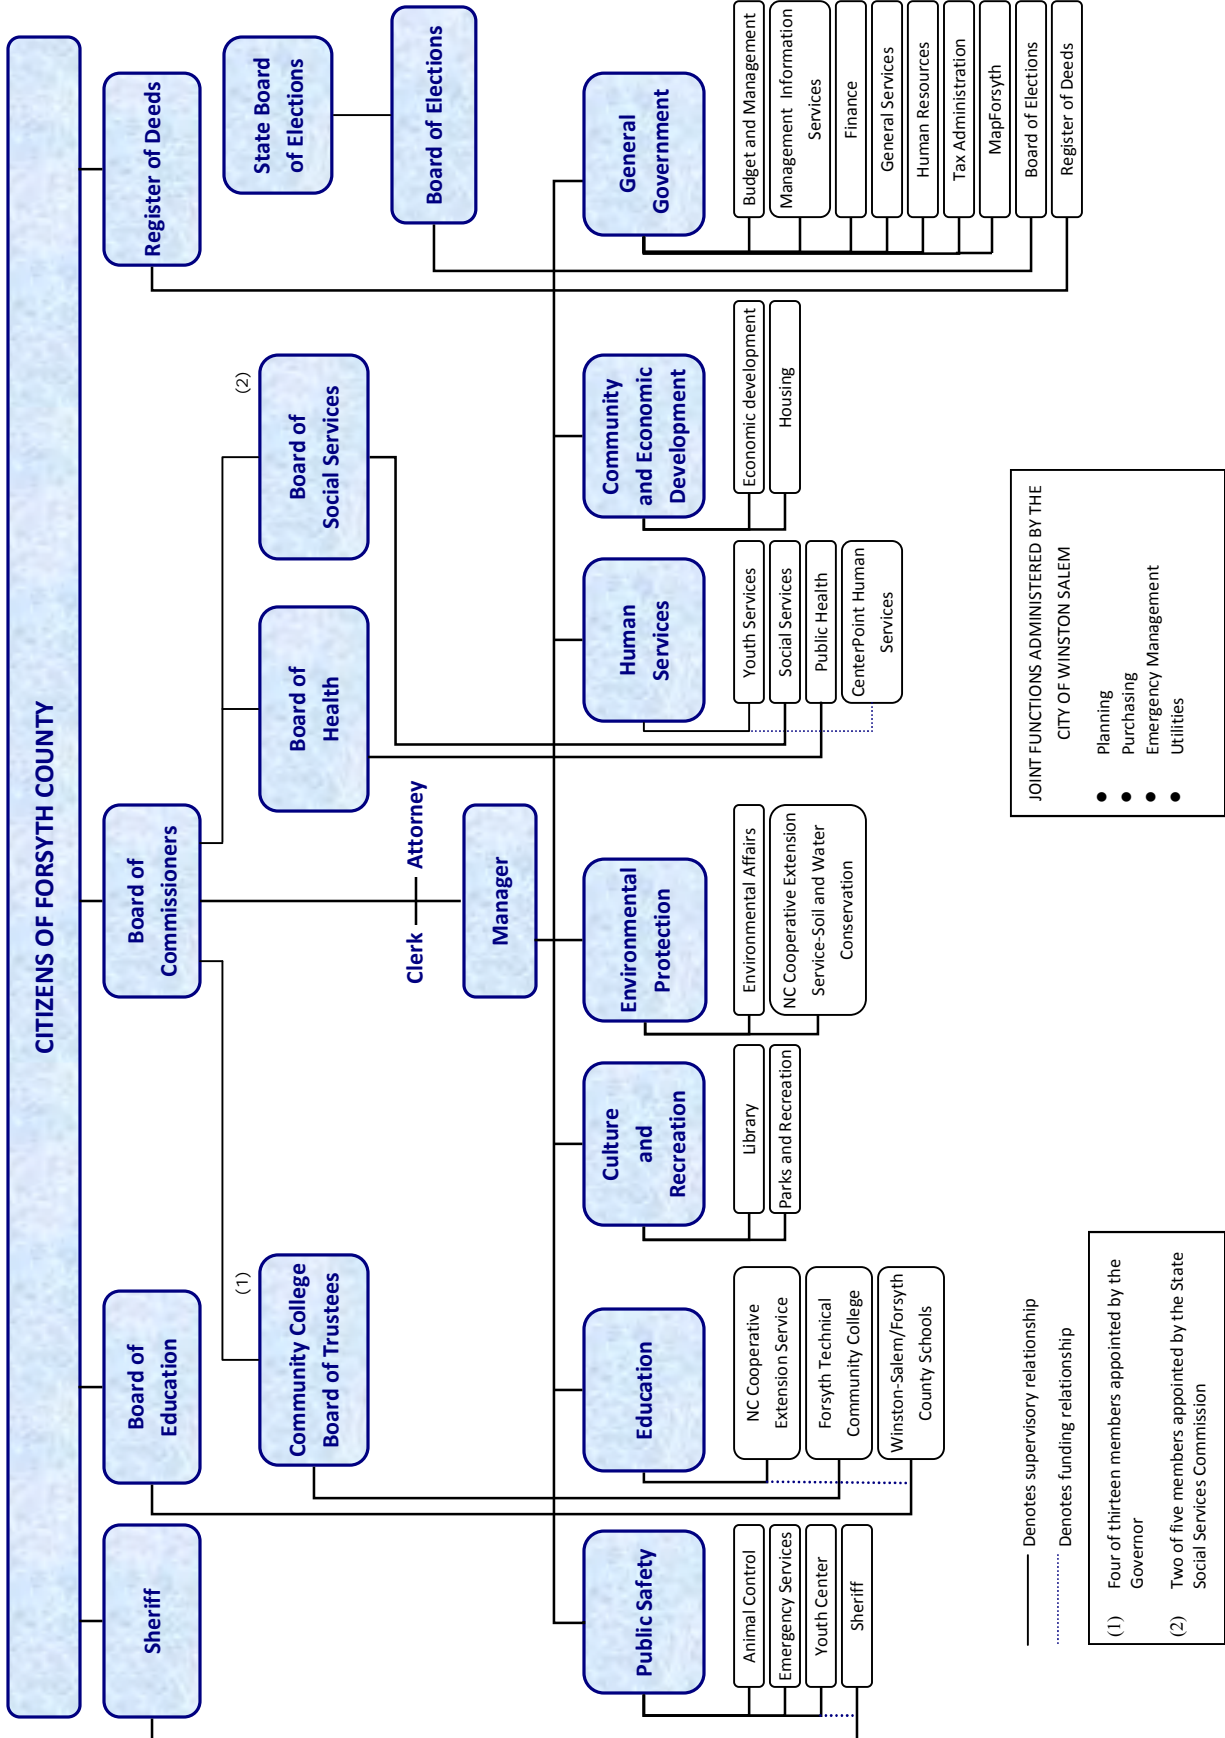 CITIZENS OF FORSYTH COUNTY
Sheriff
Board of
Education
Board of
Commissioners
Register of Deeds
State Board
of Elections
Board of Elections
(1)
Community College
Board of Trustees
Board of
Health
(2)
Board of
Social Services
Clerk
Attorney
Manager
Public Safety
Animal Control
Emergency Services
Youth Center
Sheriff
Education
NC Cooperative
Extension Service
Forsyth Technical
Community College
Winston-Salem/Forsyth
County Schools
Culture
and
Recreation
Library
Parks and Recreation
Environmental
Protection
Environmental Affairs
NC Cooperative Extension
Service-Soil and Water
Conservation
Human
Services
Youth Services
Social Services
Public Health
CenterPoint Human
Services
Community
and Economic
Development
Economic development
Housing
General
Government
Budget and Management
Management Information
Services
Finance
General Services
Human Resources
Tax Administration
MapForsyth
Board of Elections
Register of Deeds
Denotes supervisory relationship
Denotes funding relationship
(1) Four of thirteen members appointed by the
Governor
(2) Two of five members appointed by the State
Social Services Commission
JOINT FUNCTIONS ADMINISTERED BY THE
CITY OF WINSTON SALEM
● Planning
● Purchasing
● Emergency Management
● Utilities